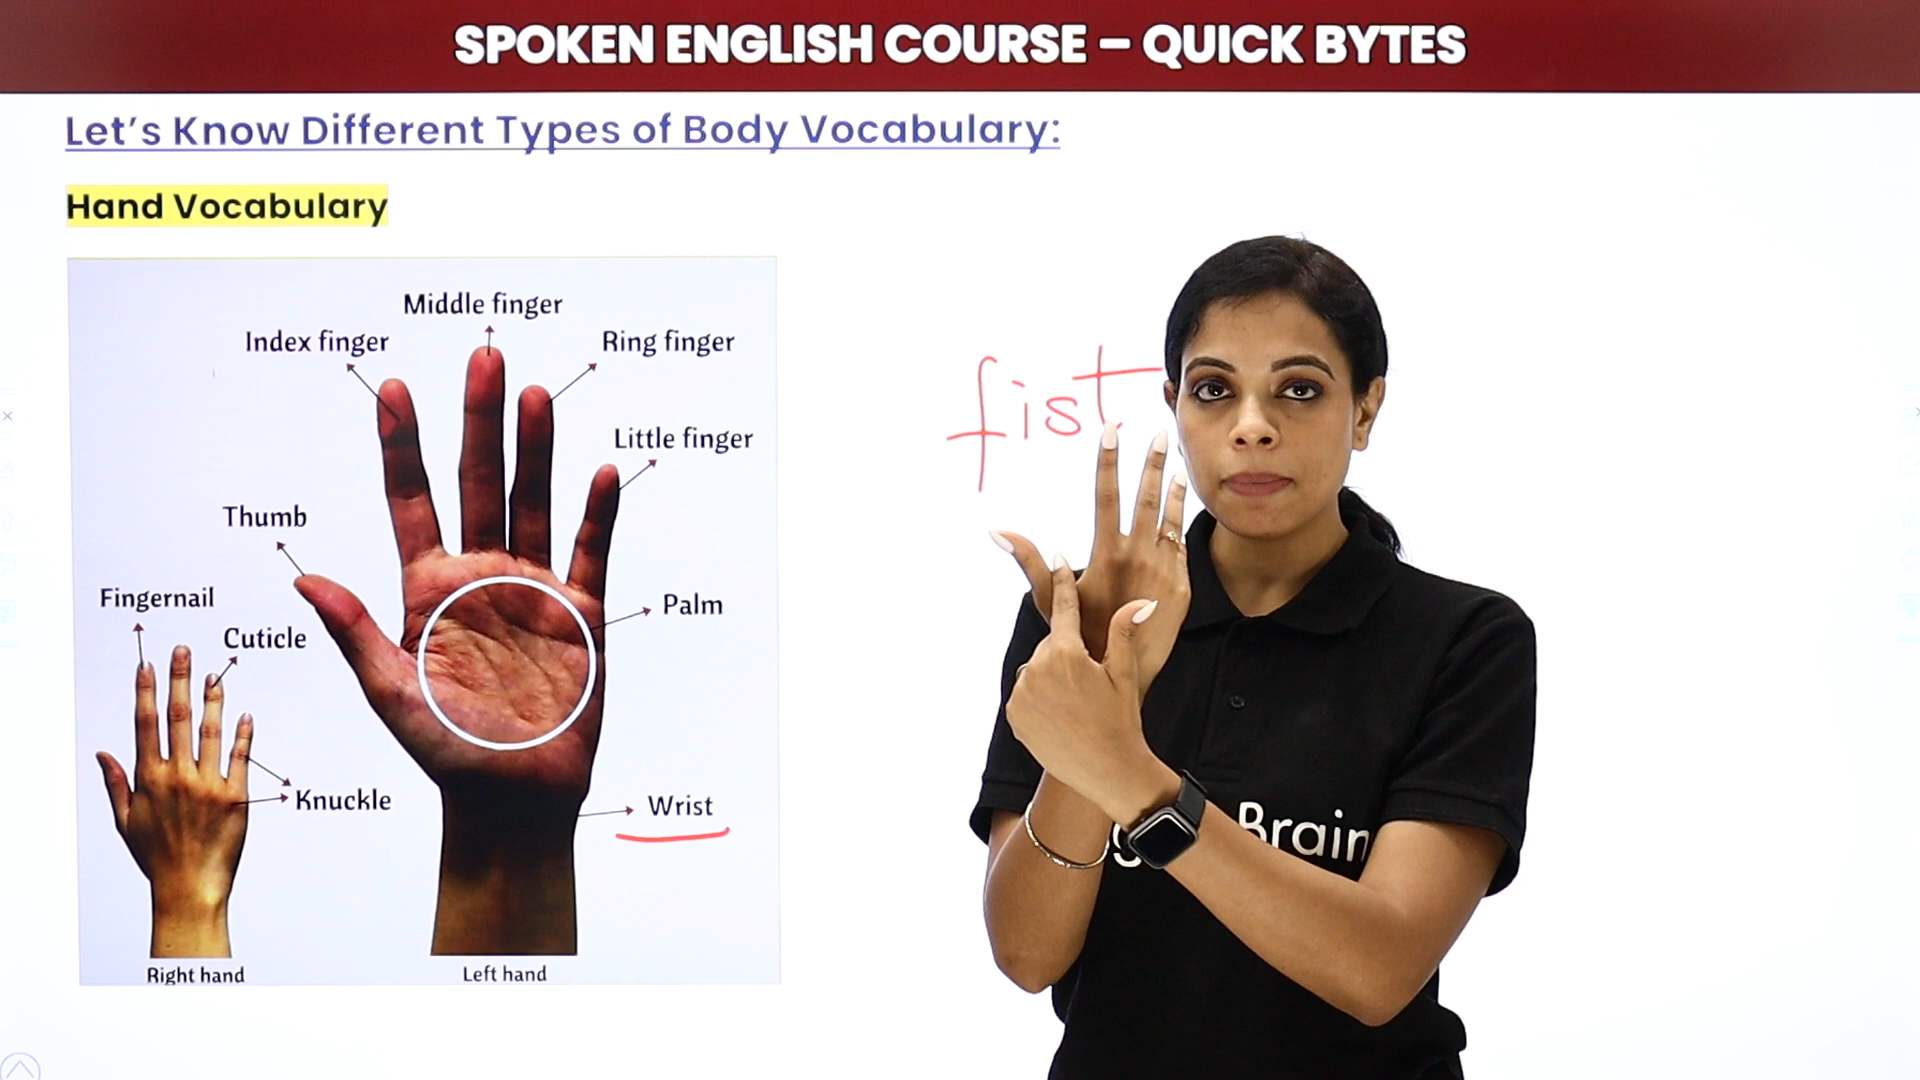 SPOKEN ENGLISH COURSE – QUICK BYTES
Let's Know Different Types of Body Vocabulary:
Hand Vocabulary
Middle finger
Index finger
Ring finger
Little finger
Thumb
Fingernail
Cuticle
Palm
Knuckle
Wrist
Right hand
Left hand
fist
Brain